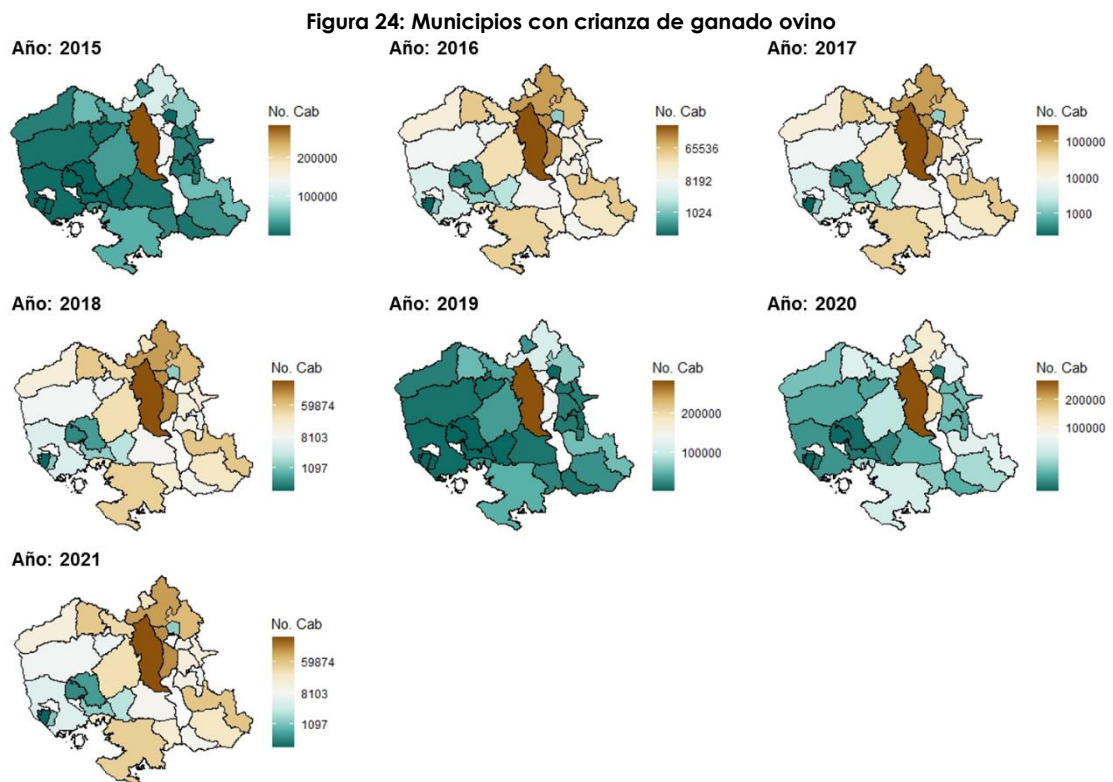 Figura 24: Municipios con crianza de ganado ovino
Año: 2015
No. Cab
200000
100000
Año: 2016
No. Cab
65536
8192
1024
Año: 2017
No. Cab
100000
10000
1000
Año: 2018
No. Cab
59874
8103
1097
Año: 2019
No. Cab
200000
100000
Año: 2020
No. Cab
200000
100000
Año: 2021
No. Cab
59874
8103
1097